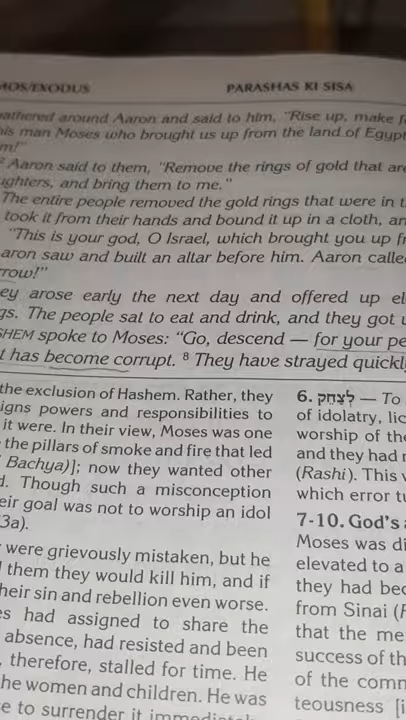 MOS/EXODUS
PARASHAS KI SISA
gathered around Aaron and said to him, "Rise up, make
his man Moses who brought us up from the land of Egypt
m!"
² Aaron said to them, "Remove the rings of gold that are
ughters, and bring them to me."
The entire people removed the gold rings that were in
took it from their hands and bound it up in a cloth, an
"This is your god, O Israel, which brought you up fr
aron saw and built an altar before him. Aaron calle
rrow!"
ey arose early the next day and offered up el
gs. The people sat to eat and drink, and they got
SHEM spoke to Moses: "Go, descend — for your pe
t has become corrupt. ⁸ They have strayed quickly
the exclusion of Hashem. Rather, they
igns powers and responsibilities to
it were. In their view, Moses was one
the pillars of smoke and fire that led
Bachya)]; now they wanted other
d. Though such a misconception
eir goal was not to worship an idol
3a).
were grievously mistaken, but he
them they would kill him, and if
heir sin and rebellion even worse.
es had assigned to share the
absence, had resisted and been
, therefore, stalled for time. He
he women and children. He was
e to surrender it immediately
6. לְצַחֵק — To
of idolatry, lic
worship of the
and they had
(Rashi). This
which error tu
7-10. God's
Moses was di
elevated to a
they had bec
from Sinai (R
that the me
success of th
of the comm
teousness [i